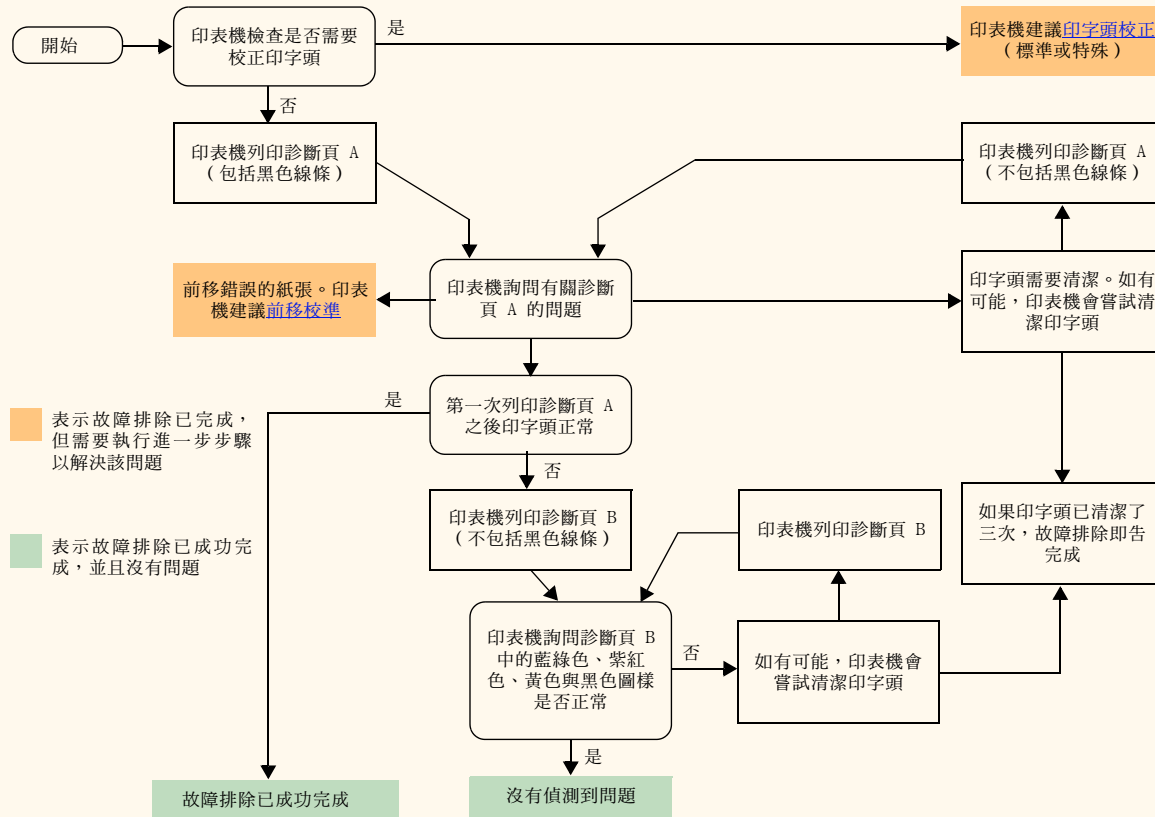 開始
印表機檢查是否需要
校正印字頭
是
印表機建議印字頭校正
(標準或特殊)
否
印表機列印診斷頁 A
(包括黑色線條)
印表機列印診斷頁 A
(不包括黑色線條)
前移錯誤的紙張。印表
機建議前移校準
印表機詢問有關診斷
頁 A 的問題
印字頭需要清潔。如有
可能,印表機會嘗試清
潔印字頭
是
第一次列印診斷頁 A
之後印字頭正常
表示故障排除已完成,
但需要執行進一步步驟
以解決該問題
否
印表機列印診斷頁 B
(不包括黑色線條)
印表機列印診斷頁 B
如果印字頭已清潔了
三次,故障排除即告
完成
表示故障排除已成功完
成,並且沒有問題
印表機詢問診斷頁 B
中的藍綠色、紫紅
色、黃色與黑色圖樣
是否正常
否
如有可能,印表機會
嘗試清潔印字頭
是
故障排除已成功完成
沒有偵測到問題